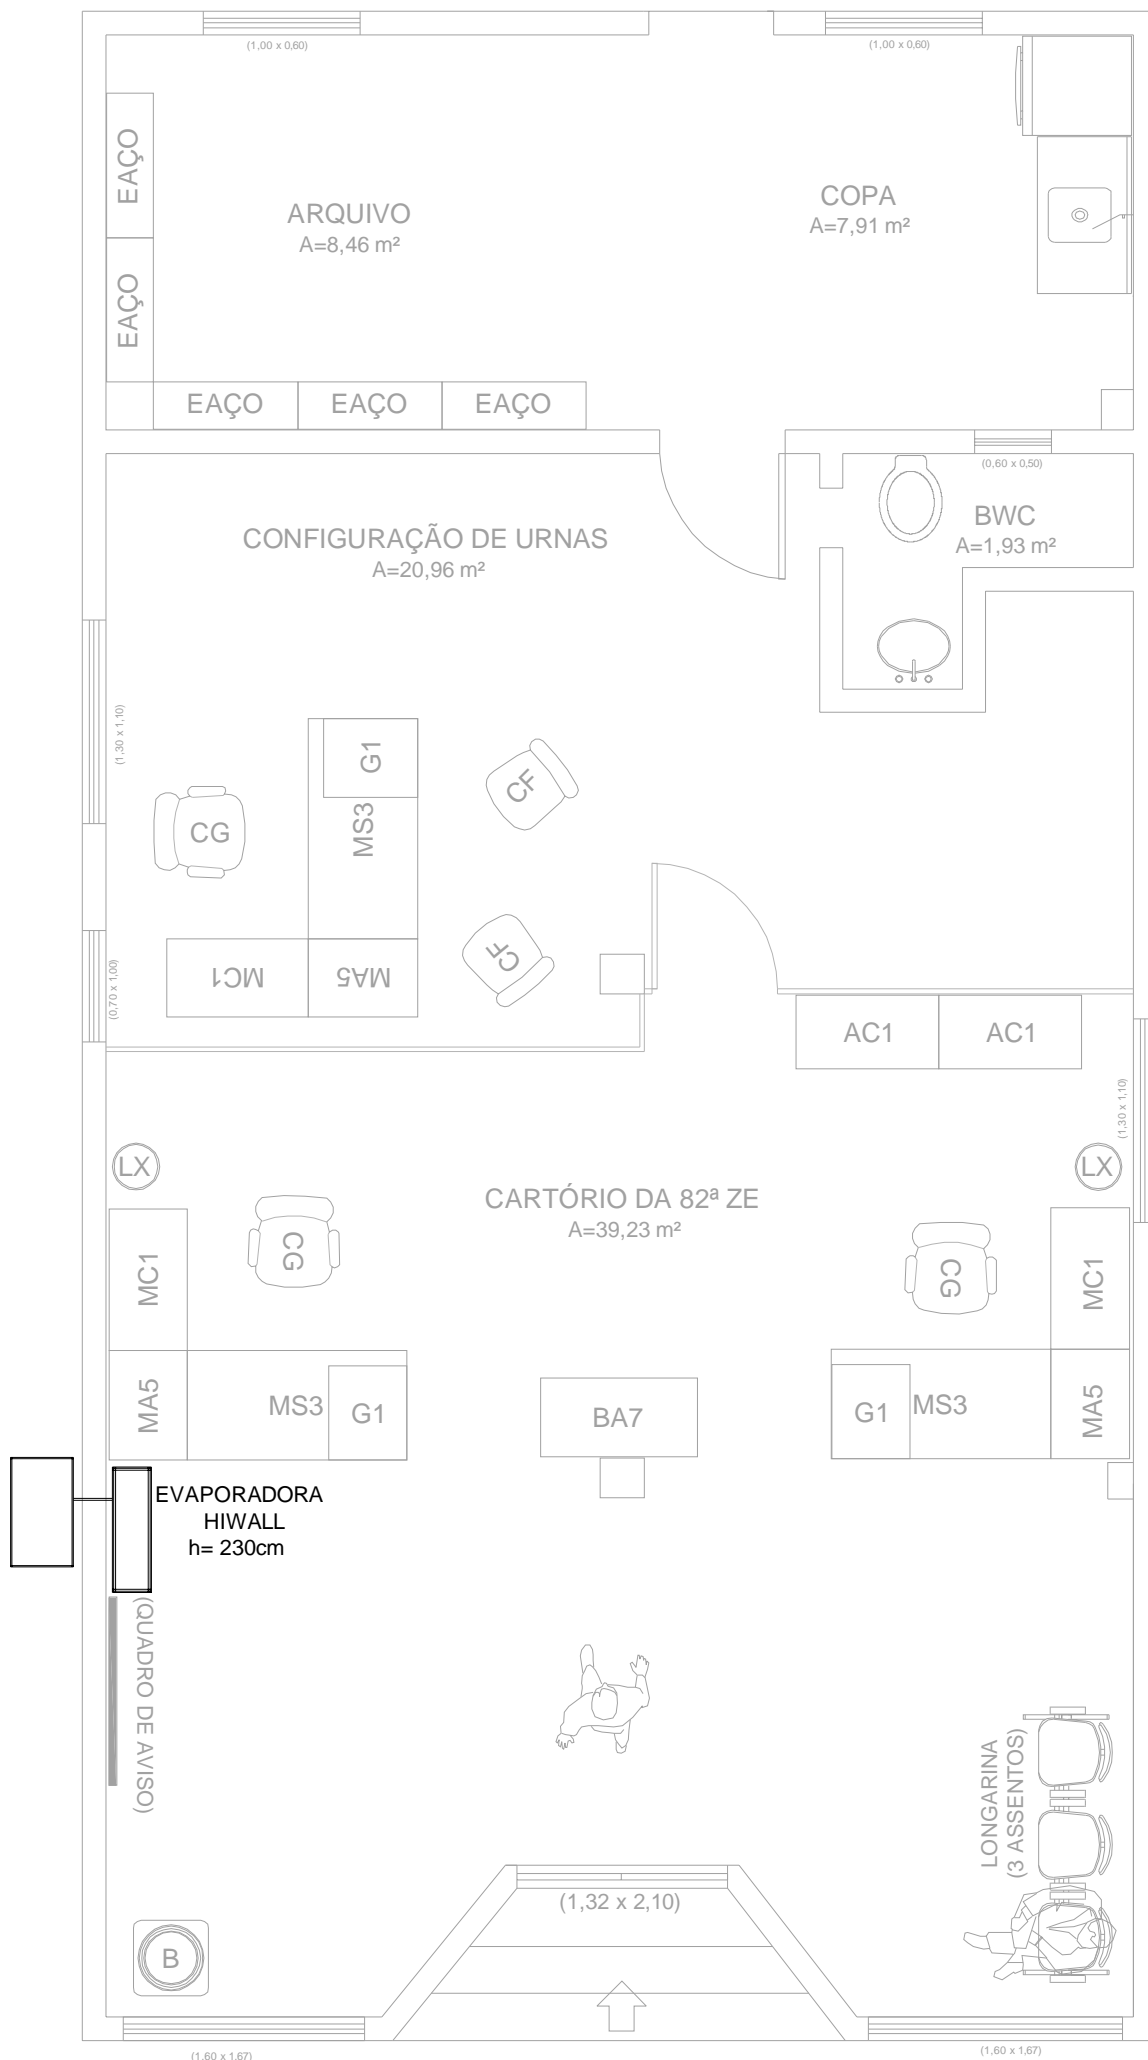 (1,00 x 0,60)
(1,00 x 0,60)
EAÇO
EAÇO
ARQUIVO
A=8,46 m²
COPA
A=7,91 m²
EAÇO
EAÇO
EAÇO
(0,60 x 0,50)
CONFIGURAÇÃO DE URNAS
A=20,96 m²
BWC
A=1,93 m²
(1,30 x 1,10)
G1
MS3
CG
CF
CF
MC1
MA5
(0,70 x 1,00)
AC1
AC1
(1,30 x 1,10)
LX
LX
CARTÓRIO DA 82ª ZE
A=39,23 m²
MC1
CG
CG
MC1
MA5
MS3
G1
BA7
G1
MS3
MA5
EVAPORADORA
HIWALL
h= 230cm
(QUADRO DE AVISO)
LONGARINA
(3 ASSENTOS)
(1,32 x 2,10)
B
(1,60 x 1,67)
(1,60 x 1,67)